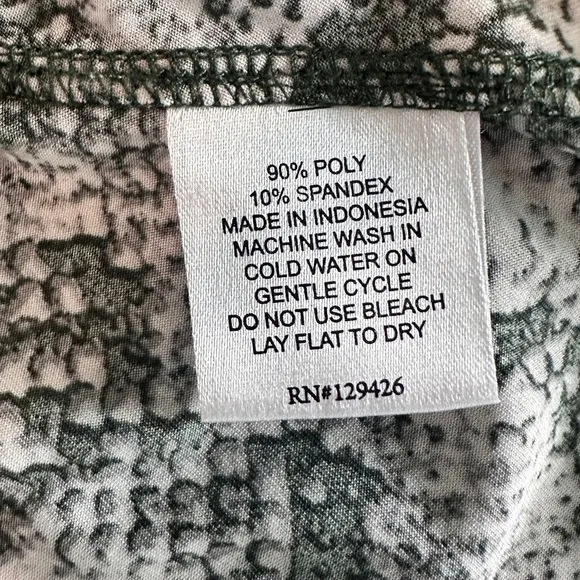 90% POLY
10% SPANDEX
MADE IN INDONESIA
MACHINE WASH IN
COLD WATER ON
GENTLE CYCLE
DO NOT USE BLEACH
LAY FLAT TO DRY
RN#129426